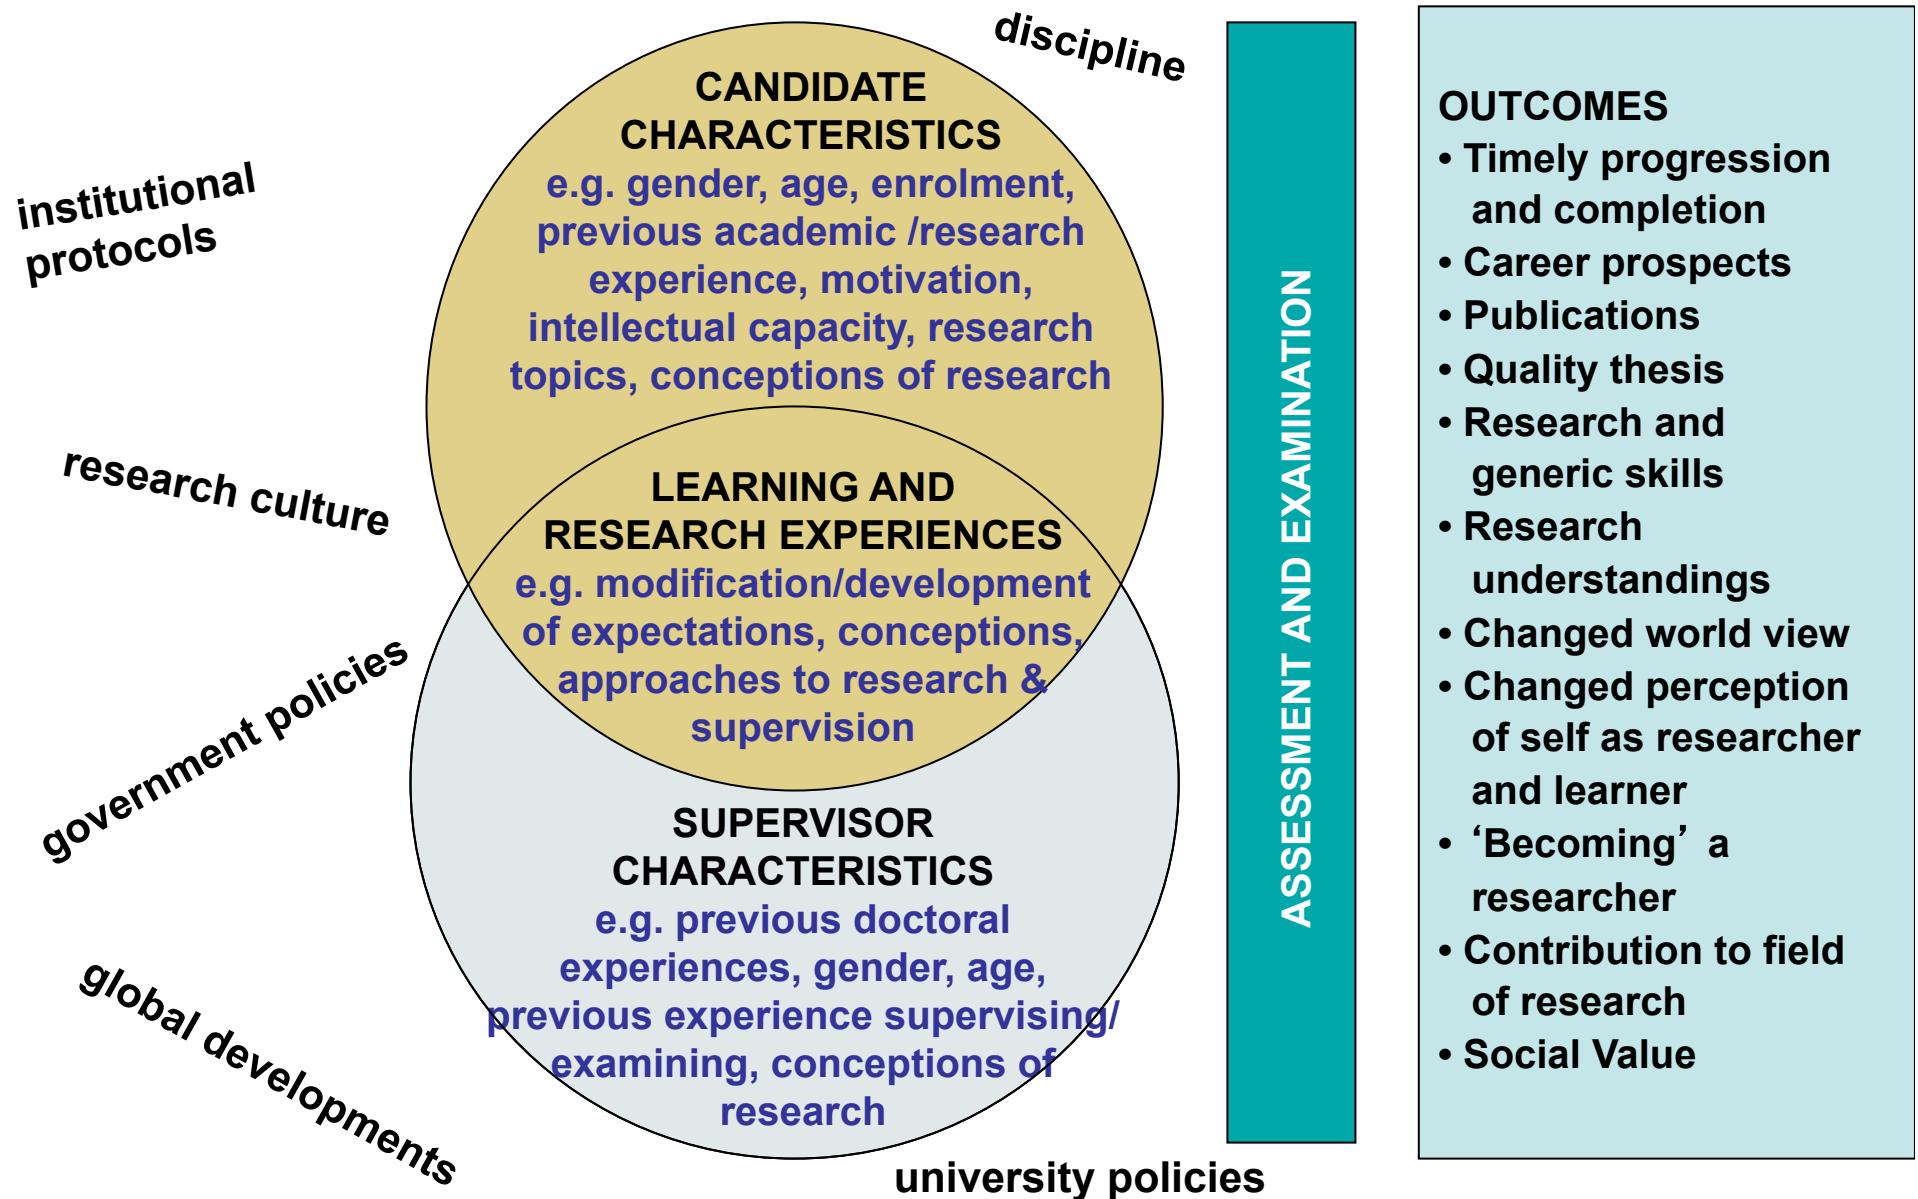 discipline
institutional
protocols
research culture
government policies
global developments
university policies
CANDIDATE
CHARACTERISTICS
e.g. gender, age, enrolment,
previous academic /research
experience, motivation,
intellectual capacity, research
topics, conceptions of research
LEARNING AND
RESEARCH EXPERIENCES
e.g. modification/development
of expectations, conceptions,
approaches to research &
supervision
SUPERVISOR
CHARACTERISTICS
e.g. previous doctoral
experiences, gender, age,
previous experience supervising/
examining, conceptions of
research
ASSESSMENT AND EXAMINATION
OUTCOMES
• Timely progression
and completion
• Career prospects
• Publications
• Quality thesis
• Research and
generic skills
• Research
understandings
• Changed world view
• Changed perception
of self as researcher
and learner
• ‘Becoming’ a
researcher
• Contribution to field
of research
• Social Value